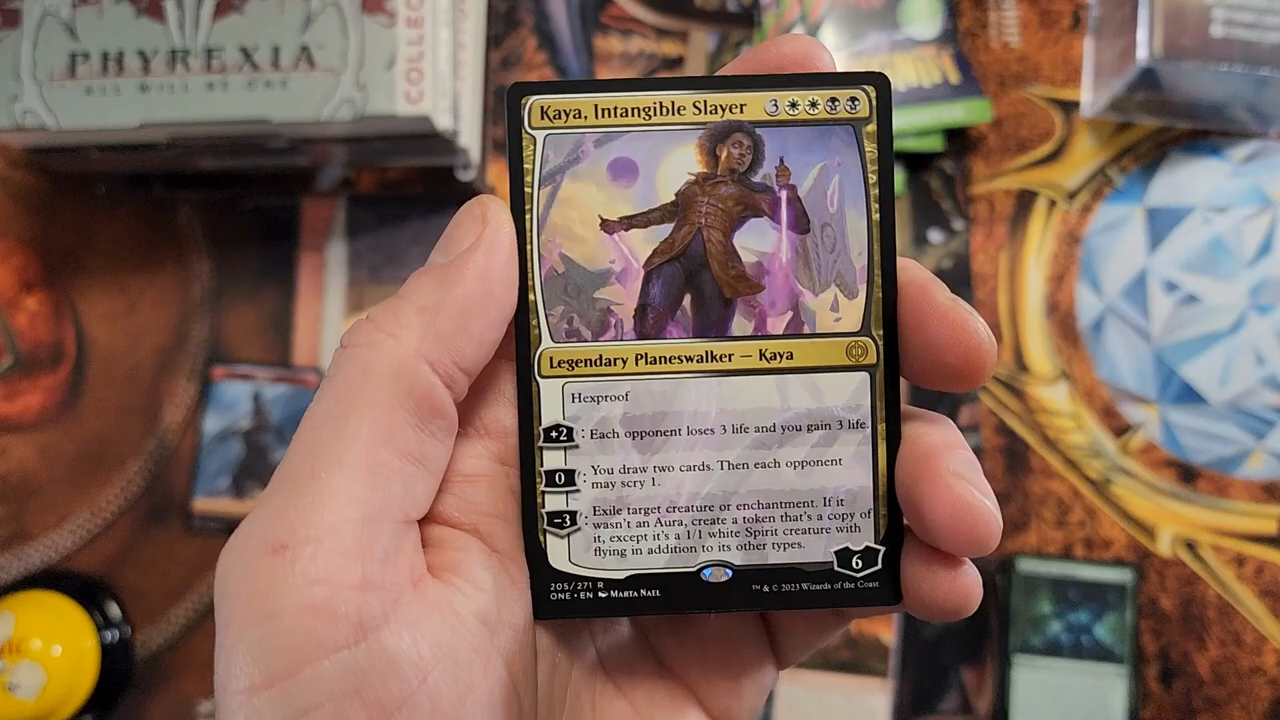 PHYREXIA
ALL WILL BE ONE
COLLEC
Kaya, Intangible Slayer 3
Legendary Planeswalker — Kaya
Hexproof
+2 : Each opponent loses 3 life and you gain 3 life.
0 : You draw two cards. Then each opponent
may scry 1.
−3 : Exile target creature or enchantment. If it
wasn't an Aura, create a token that's a copy of
it, except it's a 1/1 white Spirit creature with
flying in addition to its other types.
6
205/271 R
ONE • EN MARTA NAEL
™ & © 2023 Wizards of the Coast